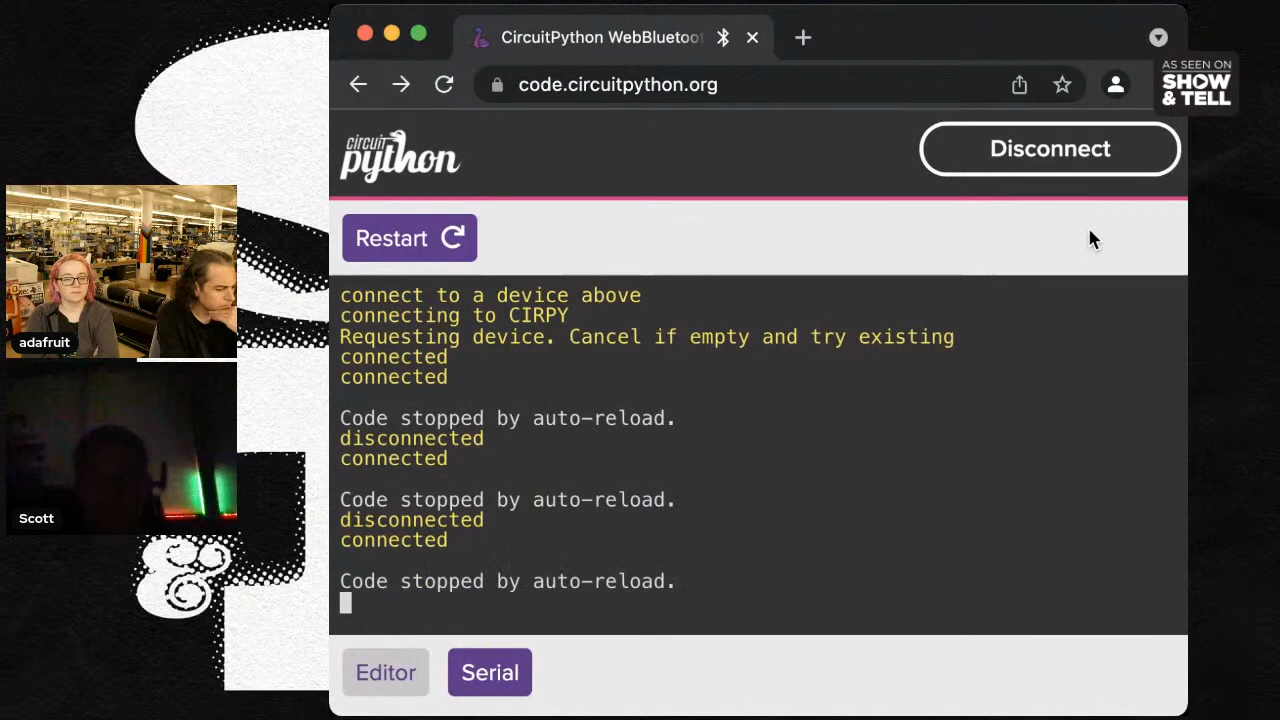 CircuitPython WebBluetoot
code.circuitpython.org
AS SEEN ON
SHOW
& TELL
circuit
python
Disconnect
Restart
connect to a device above
connecting to CIRPY
Requesting device. Cancel if empty and try existing
connected
connected
Code stopped by auto-reload.
disconnected
connected
Code stopped by auto-reload.
disconnected
connected
Code stopped by auto-reload.
Editor
Serial
adafruit
Scott
&